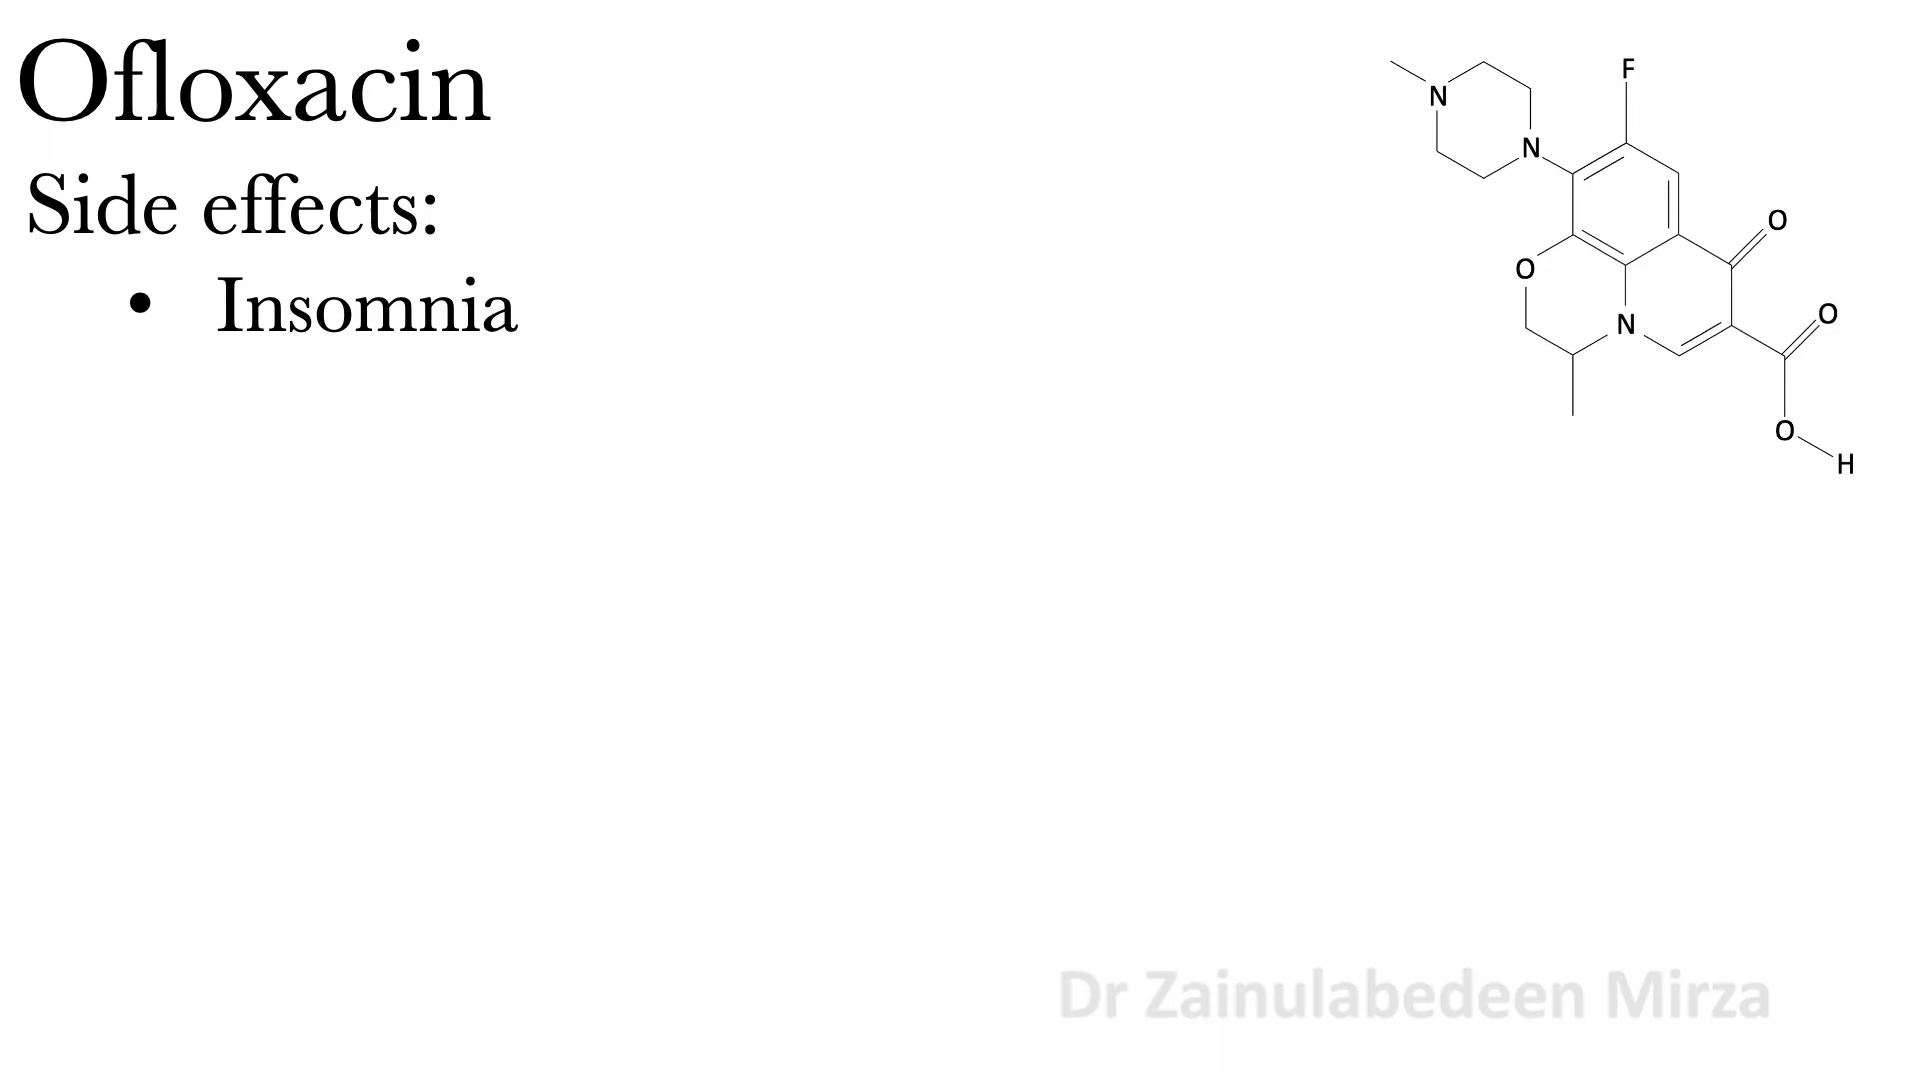 Ofloxacin
Side effects:
• Insomnia
F
N
N
O
O
N
O
O
H
Dr Zainulabedeen Mirza